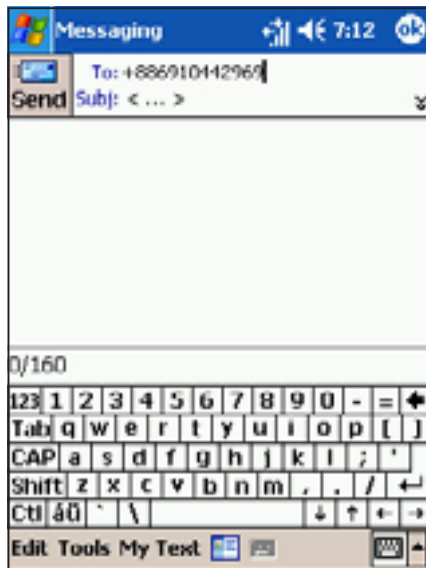 Messaging 7:12 ok
To: +886910442969
Send Subj: < ... >
0/160
123 1 2 3 4 5 6 7 8 9 0 - =
Tab q w e r t y u i o p [ ]
CAP a s d f g h j k l ; '
Shift z x c v b n m , . /
Ctl áü ` \
Edit Tools My Text